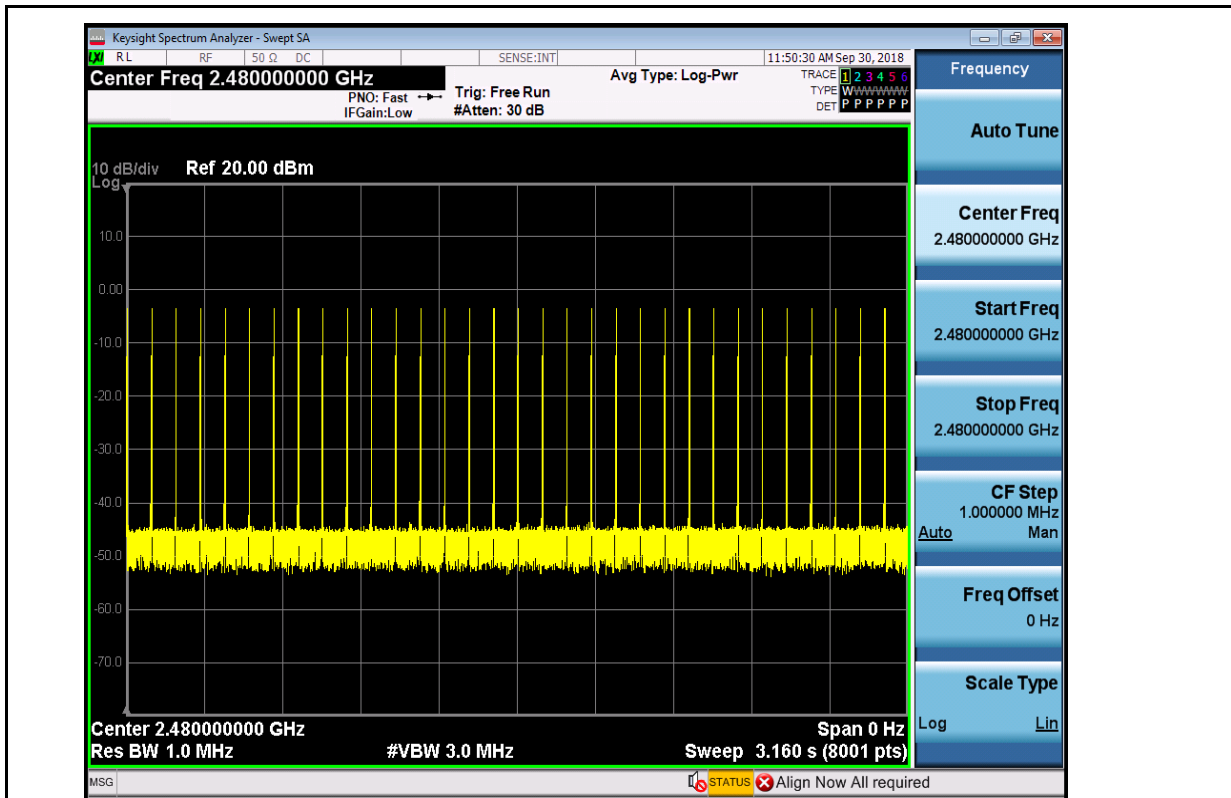 Keysight Spectrum Analyzer - Swept SA
LXI RL RF 50 Ω DC SENSE:INT 11:50:30 AM Sep 30, 2018
Center Freq 2.480000000 GHz
PNO: Fast
IFGain:Low
Trig: Free Run
#Atten: 30 dB
Avg Type: Log-Pwr
TRACE 1 2 3 4 5 6
TYPE WWWWWW
DET P P P P P P
10 dB/div Ref 20.00 dBm
Log
10.0
0.00
-10.0
-20.0
-30.0
-40.0
-50.0
-60.0
-70.0
Center 2.480000000 GHz Span 0 Hz
Res BW 1.0 MHz #VBW 3.0 MHz Sweep 3.160 s (8001 pts)
MSG STATUS Align Now All required
Frequency
Auto Tune
Center Freq
2.480000000 GHz
Start Freq
2.480000000 GHz
Stop Freq
2.480000000 GHz
CF Step
1.000000 MHz
Auto Man
Freq Offset
0 Hz
Scale Type
Log Lin